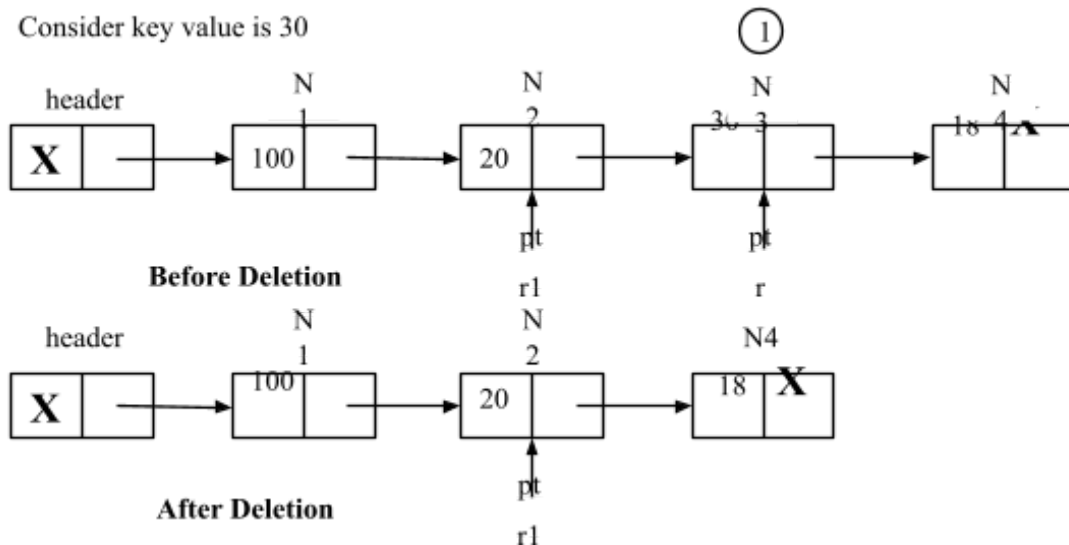 Consider key value is 30
1
header
N
1
N
2
N
3
N
4
X
100
20
30
18
X
pt
r1
pt
r
Before Deletion
header
N
1
N
2
N4
X
100
20
18
X
pt
r1
After Deletion